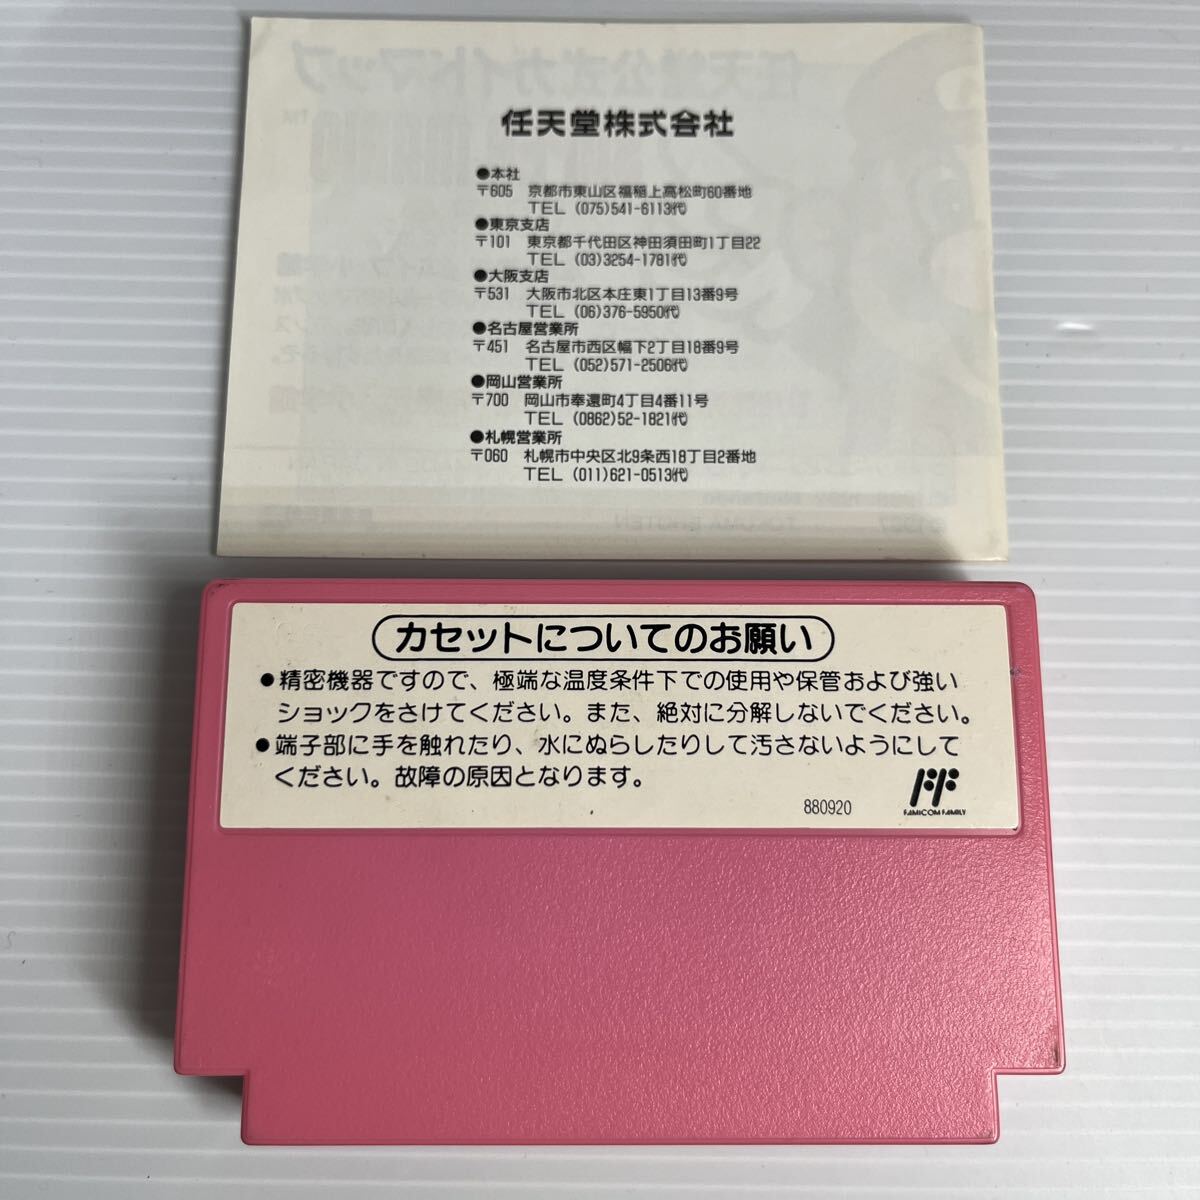 任天堂株式会社
●本社
〒605 京都市東山区福稲上高松町60番地
TEL (075)541-6113代
●東京支店
〒101 東京都千代田区神田須田町1丁目22
TEL (03)3254-1781代
●大阪支店
〒531 大阪市北区本庄東1丁目13番9号
TEL (06)376-5950代
●名古屋営業所
〒451 名古屋市西区幅下2丁目18番9号
TEL (052)571-2506代
●岡山営業所
〒700 岡山市奉還町4丁目4番11号
TEL (0862)52-1821代
●札幌営業所
〒060 札幌市中央区北9条西18丁目2番地
TEL (011)621-0513代
カセットについてのお願い
●精密機器ですので、極端な温度条件下での使用や保管および強い
ショックをさけてください。また、絶対に分解しないでください。
●端子部に手を触れたり、水にぬらしたりして汚さないようにして
ください。故障の原因となります。
880920
FAMICOM FAMILY